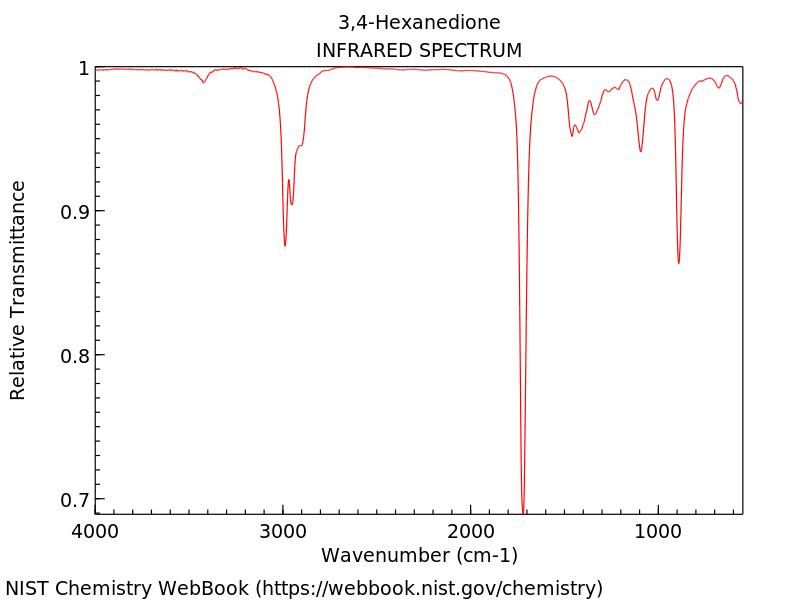 3,4-Hexanedione
INFRARED SPECTRUM
1
0.9
0.8
0.7
Relative Transmittance
4000 3000 2000 1000
Wavenumber (cm-1)
NIST Chemistry WebBook (https://webbook.nist.gov/chemistry)